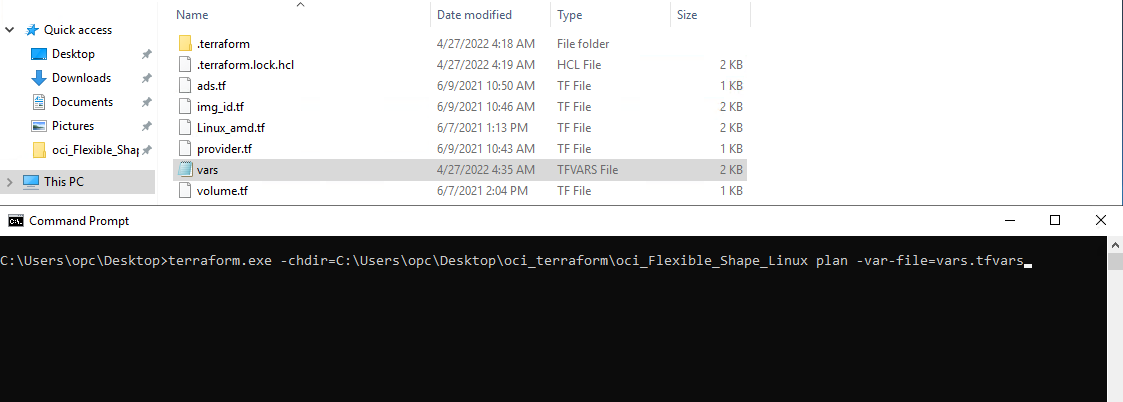 Name Date modified Type Size
Quick access
.terraform 4/27/2022 4:18 AM File folder
Desktop
.terraform.lock.hcl 4/27/2022 4:19 AM HCL File 2 KB
Downloads
ads.tf 6/9/2021 10:50 AM TF File 1 KB
Documents
img_id.tf 6/9/2021 10:46 AM TF File 2 KB
Pictures
Linux_amd.tf 6/7/2021 1:13 PM TF File 2 KB
oci_Flexible_Shap
provider.tf 6/9/2021 10:43 AM TF File 1 KB
This PC
vars 4/27/2022 4:35 AM TFVARS File 2 KB
volume.tf 6/7/2021 2:04 PM TF File 1 KB
Command Prompt
C:\Users\opc\Desktop>terraform.exe -chdir=C:\Users\opc\Desktop\oci_terraform\oci_Flexible_Shape_Linux plan -var-file=vars.tfvars